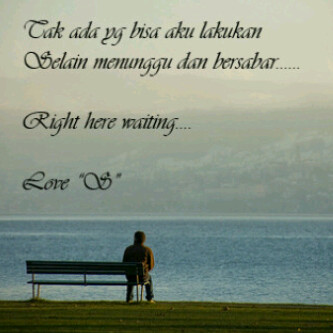 Tak ada yg bisa aku lakukan
Selain menunggu dan bersabar......
Right here waiting....
Love "S"